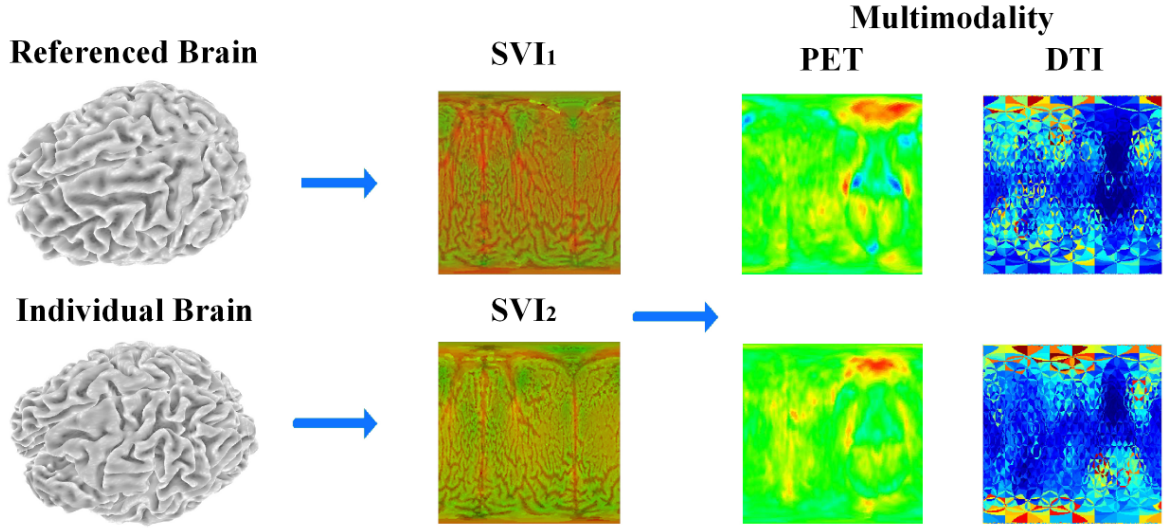 Multimodality
Referenced Brain
SVI₁
PET
DTI
Individual Brain
SVI₂